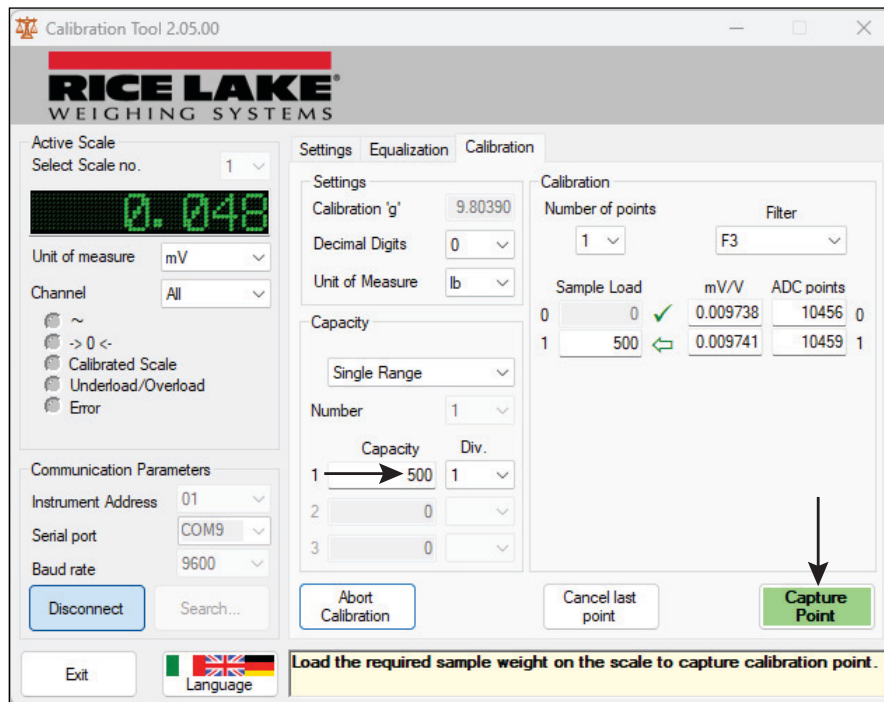 Calibration Tool 2.05.00
RICE LAKE®
WEIGHING SYSTEMS
Active Scale
Select Scale no. 1
0.048
Unit of measure mV
Channel All
~
-> 0 <-
Calibrated Scale
Underload/Overload
Error
Communication Parameters
Instrument Address 01
Serial port COM9
Baud rate 9600
Disconnect Search...
Exit Language
Settings Equalization Calibration
Settings
Calibration 'g' 9.80390
Decimal Digits 0
Unit of Measure lb
Capacity
Single Range
Number 1
Capacity Div.
1 500 1
2 0
3 0
Abort
Calibration
Calibration
Number of points Filter
1 F3
Sample Load mV/V ADC points
0 0 0.009738 10456 0
1 500 0.009741 10459 1
Cancel last
point
Capture
Point
Load the required sample weight on the scale to capture calibration point.